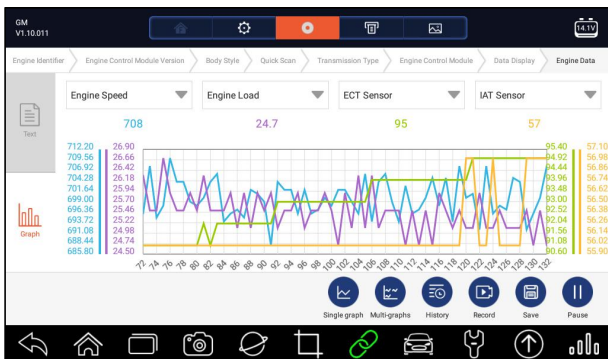 GM
V1.10.011
14.1V
Engine Identifier
Engine Control Module Version
Body Style
Quick Scan
Transmission Type
Engine Control Module
Data Display
Engine Data
Text
Graph
Engine Speed
Engine Load
ECT Sensor
IAT Sensor
708
24.7
95
57
712.20 26.90 95.40 57.10
709.56 26.66 94.92 56.98
706.92 26.42 94.44 56.86
704.28 26.18 93.96 56.74
701.64 25.94 93.48 56.62
699.00 25.70 93.00 56.50
696.36 25.46 92.52 56.38
693.72 25.22 92.04 56.26
691.08 24.98 91.56 56.14
688.44 24.74 91.08 56.02
685.80 24.50 90.60 55.90
72 74 76 78 80 82 84 86 88 90 92 94 96 98 100 102 104 106 108 110 112 114 116 118 120 122 124 126 128 130 132
Single graph Multi-graphs History Record Save Pause